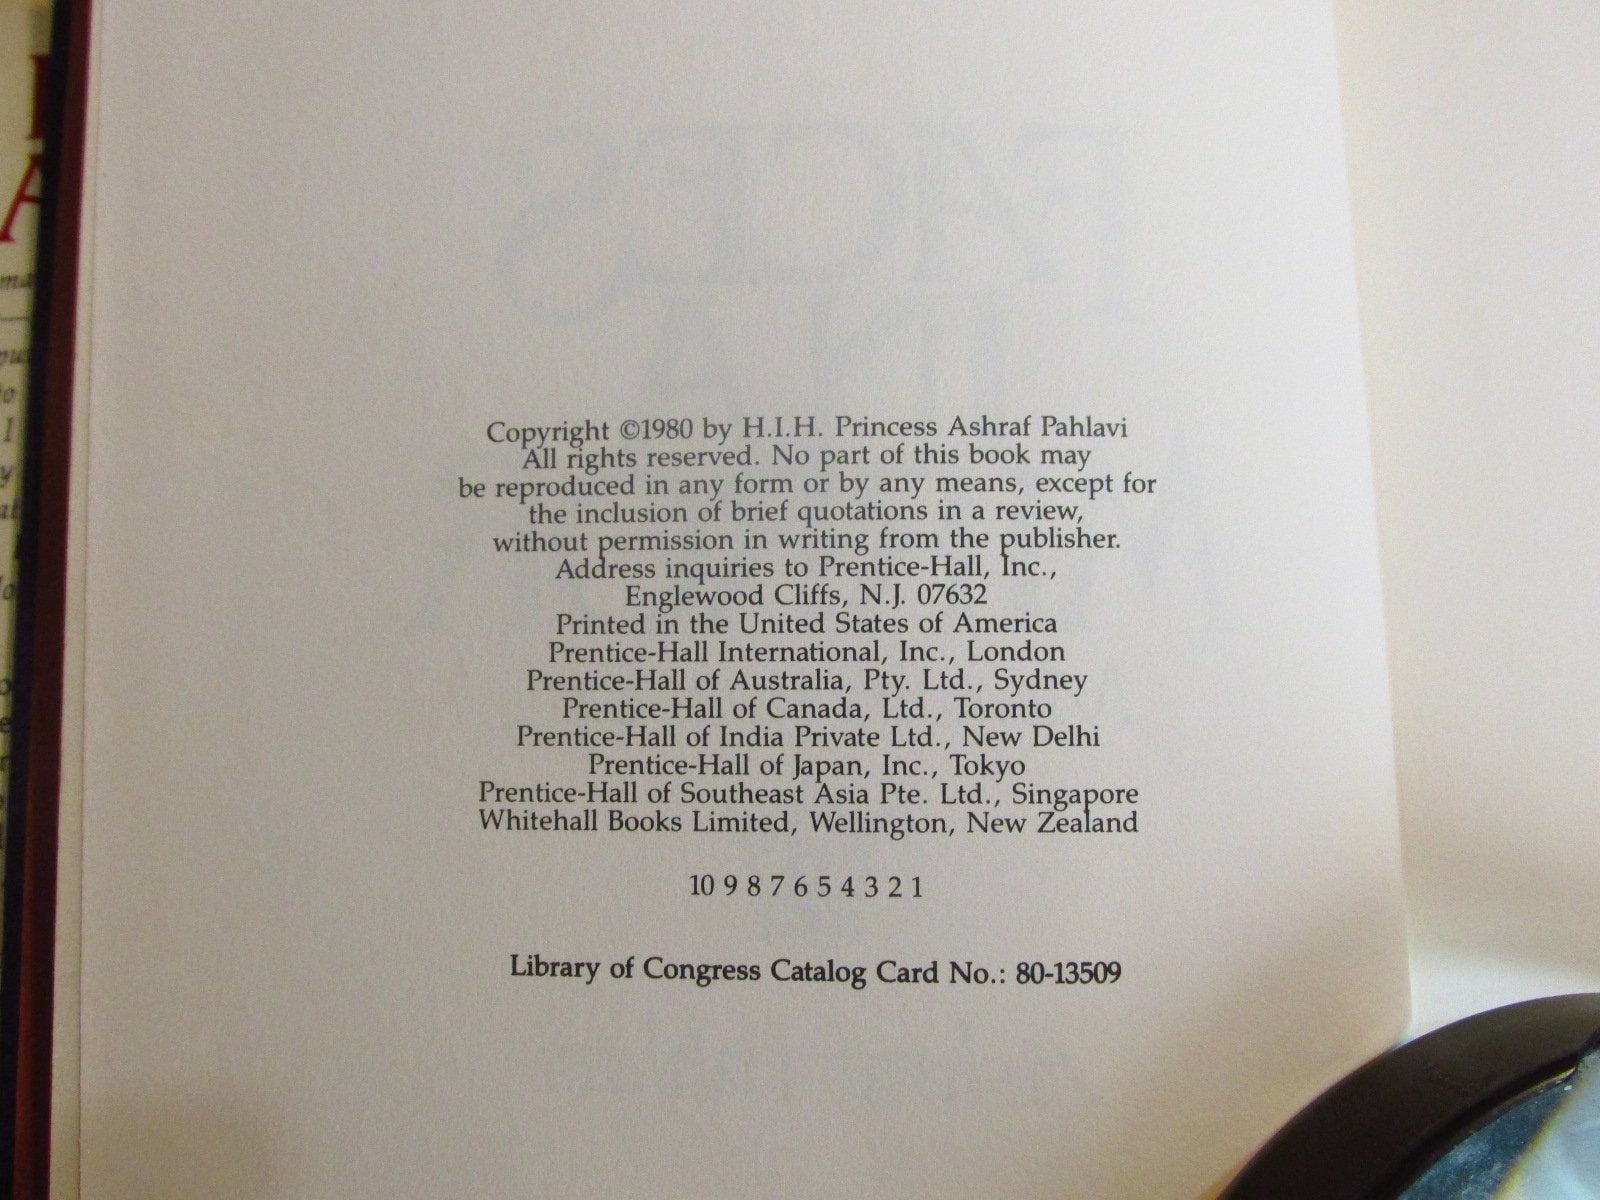 Copyright ©1980 by H.I.H. Princess Ashraf Pahlavi
All rights reserved. No part of this book may
be reproduced in any form or by any means, except for
the inclusion of brief quotations in a review,
without permission in writing from the publisher.
Address inquiries to Prentice-Hall, Inc.,
Englewood Cliffs, N.J. 07632
Printed in the United States of America
Prentice-Hall International, Inc., London
Prentice-Hall of Australia, Pty. Ltd., Sydney
Prentice-Hall of Canada, Ltd., Toronto
Prentice-Hall of India Private Ltd., New Delhi
Prentice-Hall of Japan, Inc., Tokyo
Prentice-Hall of Southeast Asia Pte. Ltd., Singapore
Whitehall Books Limited, Wellington, New Zealand
10 9 8 7 6 5 4 3 2 1
Library of Congress Catalog Card No.: 80-13509